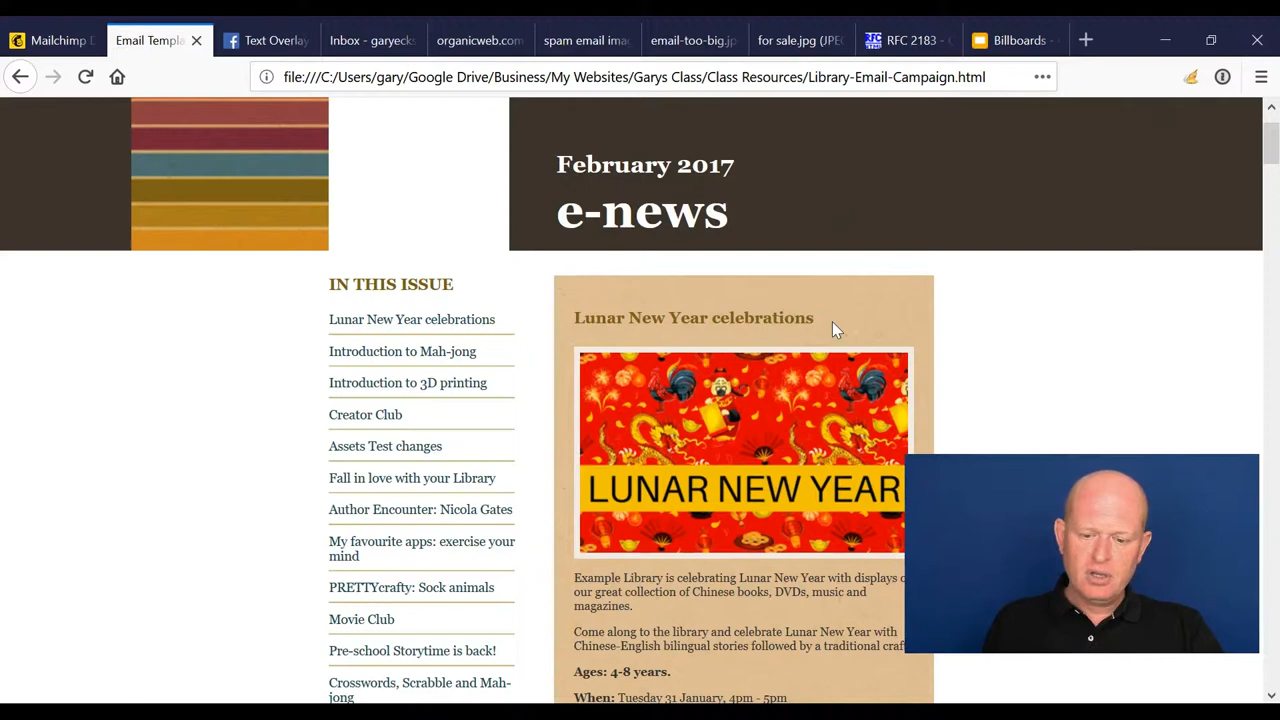 Mailchimp
Email Templa
Text Overlay
Inbox - garyecks
organicweb.com
spam email ima
email-too-big.jp
for sale.jpg (JPE
RFC 2183 -
Billboards -
file:///C:/Users/gary/Google Drive/Business/My Websites/Garys Class/Class Resources/Library-Email-Campaign.html
February 2017
e-news
IN THIS ISSUE
Lunar New Year celebrations
Introduction to Mah-jong
Introduction to 3D printing
Creator Club
Assets Test changes
Fall in love with your Library
Author Encounter: Nicola Gates
My favourite apps: exercise your
mind
PRETTYcrafty: Sock animals
Movie Club
Pre-school Storytime is back!
Crosswords, Scrabble and Mah-
jong
Lunar New Year celebrations
LUNAR NEW YEAR
Example Library is celebrating Lunar New Year with displays
our great collection of Chinese books, DVDs, music and
magazines.
Come along to the library and celebrate Lunar New Year with
Chinese-English bilingual stories followed by a traditional craf
Ages: 4-8 years.
When: Tuesday 31 January, 4pm - 5pm